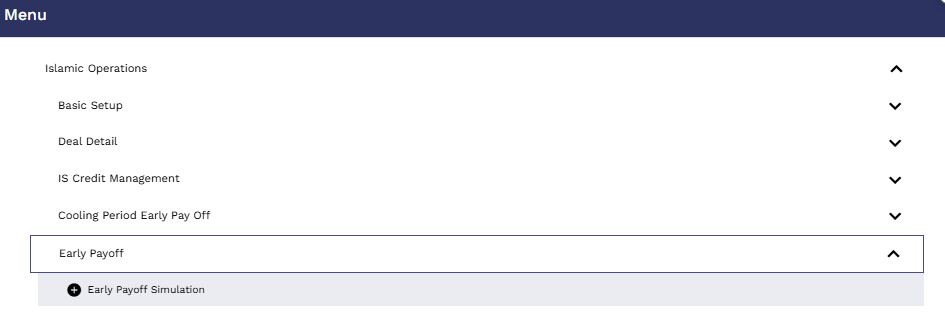 Menu
Islamic Operations
Basic Setup
Deal Detail
IS Credit Management
Cooling Period Early Pay Off
Early Payoff
Early Payoff Simulation